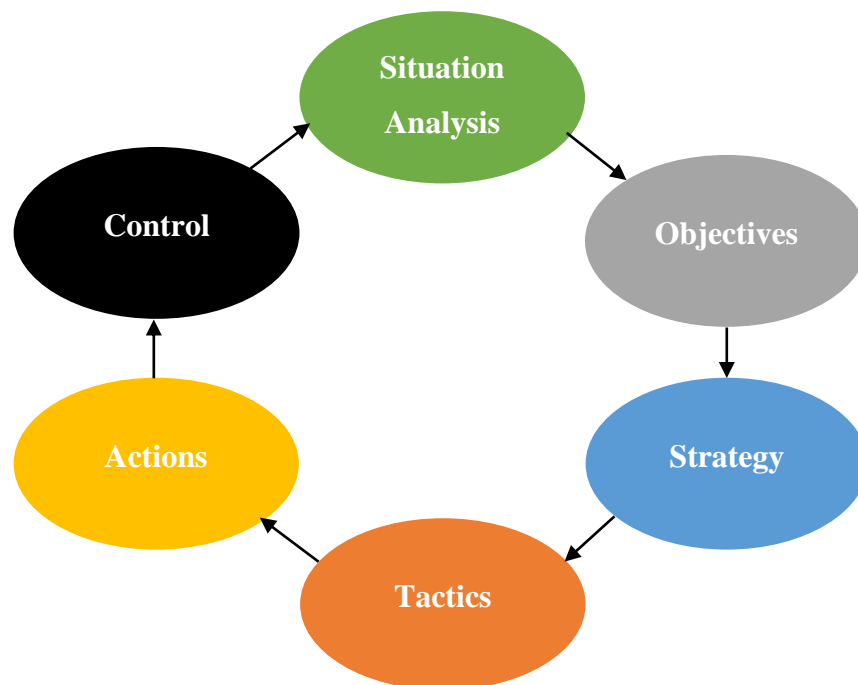 Situation
Analysis
Objectives
Strategy
Tactics
Actions
Control